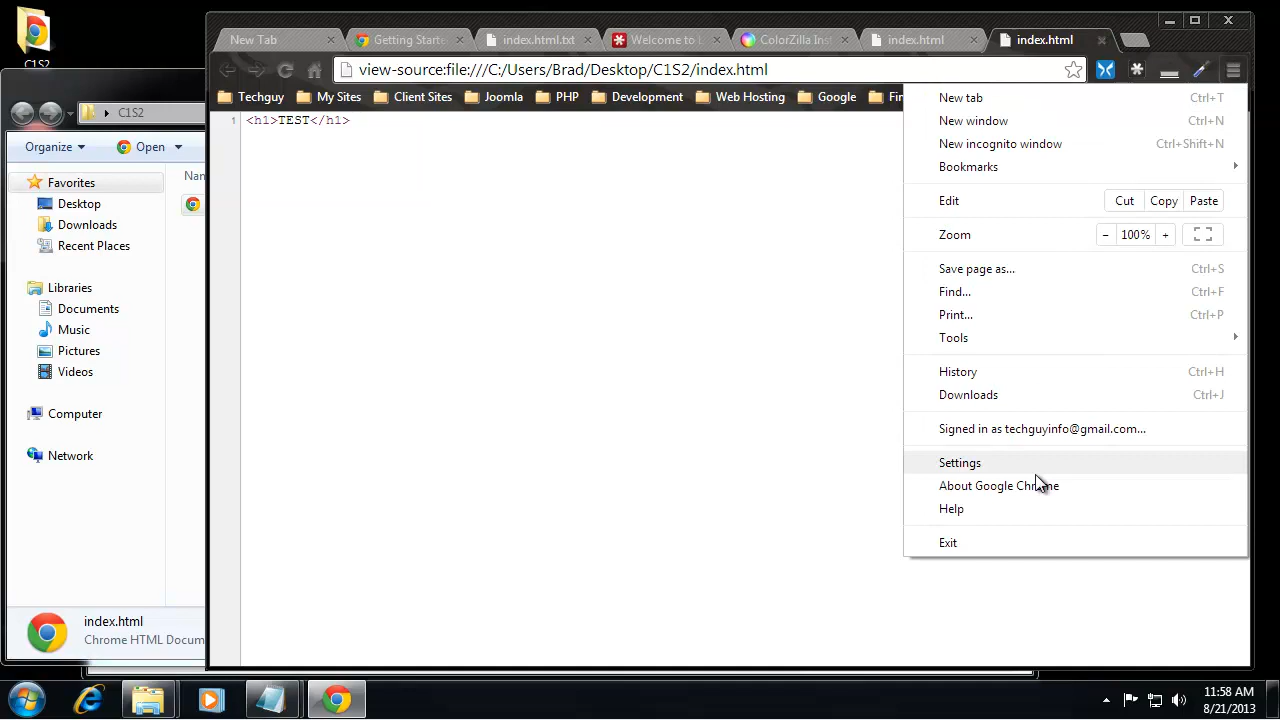 C1S2
New Tab
Getting Starte
index.html.txt
Welcome to
ColorZilla Ins
index.html
index.html
view-source:file:///C:/Users/Brad/Desktop/C1S2/index.html
Techguy
My Sites
Client Sites
Joomla
PHP
Development
Web Hosting
Google
Fin
1 <h1>TEST</h1>
C1S2
Organize
Open
Nan
Favorites
Desktop
Downloads
Recent Places
Libraries
Documents
Music
Pictures
Videos
Computer
Network
index.html
Chrome HTML Docum
New tab Ctrl+T
New window Ctrl+N
New incognito window Ctrl+Shift+N
Bookmarks
Edit Cut Copy Paste
Zoom - 100% +
Save page as... Ctrl+S
Find... Ctrl+F
Print... Ctrl+P
Tools
History Ctrl+H
Downloads Ctrl+J
Signed in as techguyinfo@gmail.com...
Settings
About Google Chrome
Help
Exit
11:58 AM
8/21/2013